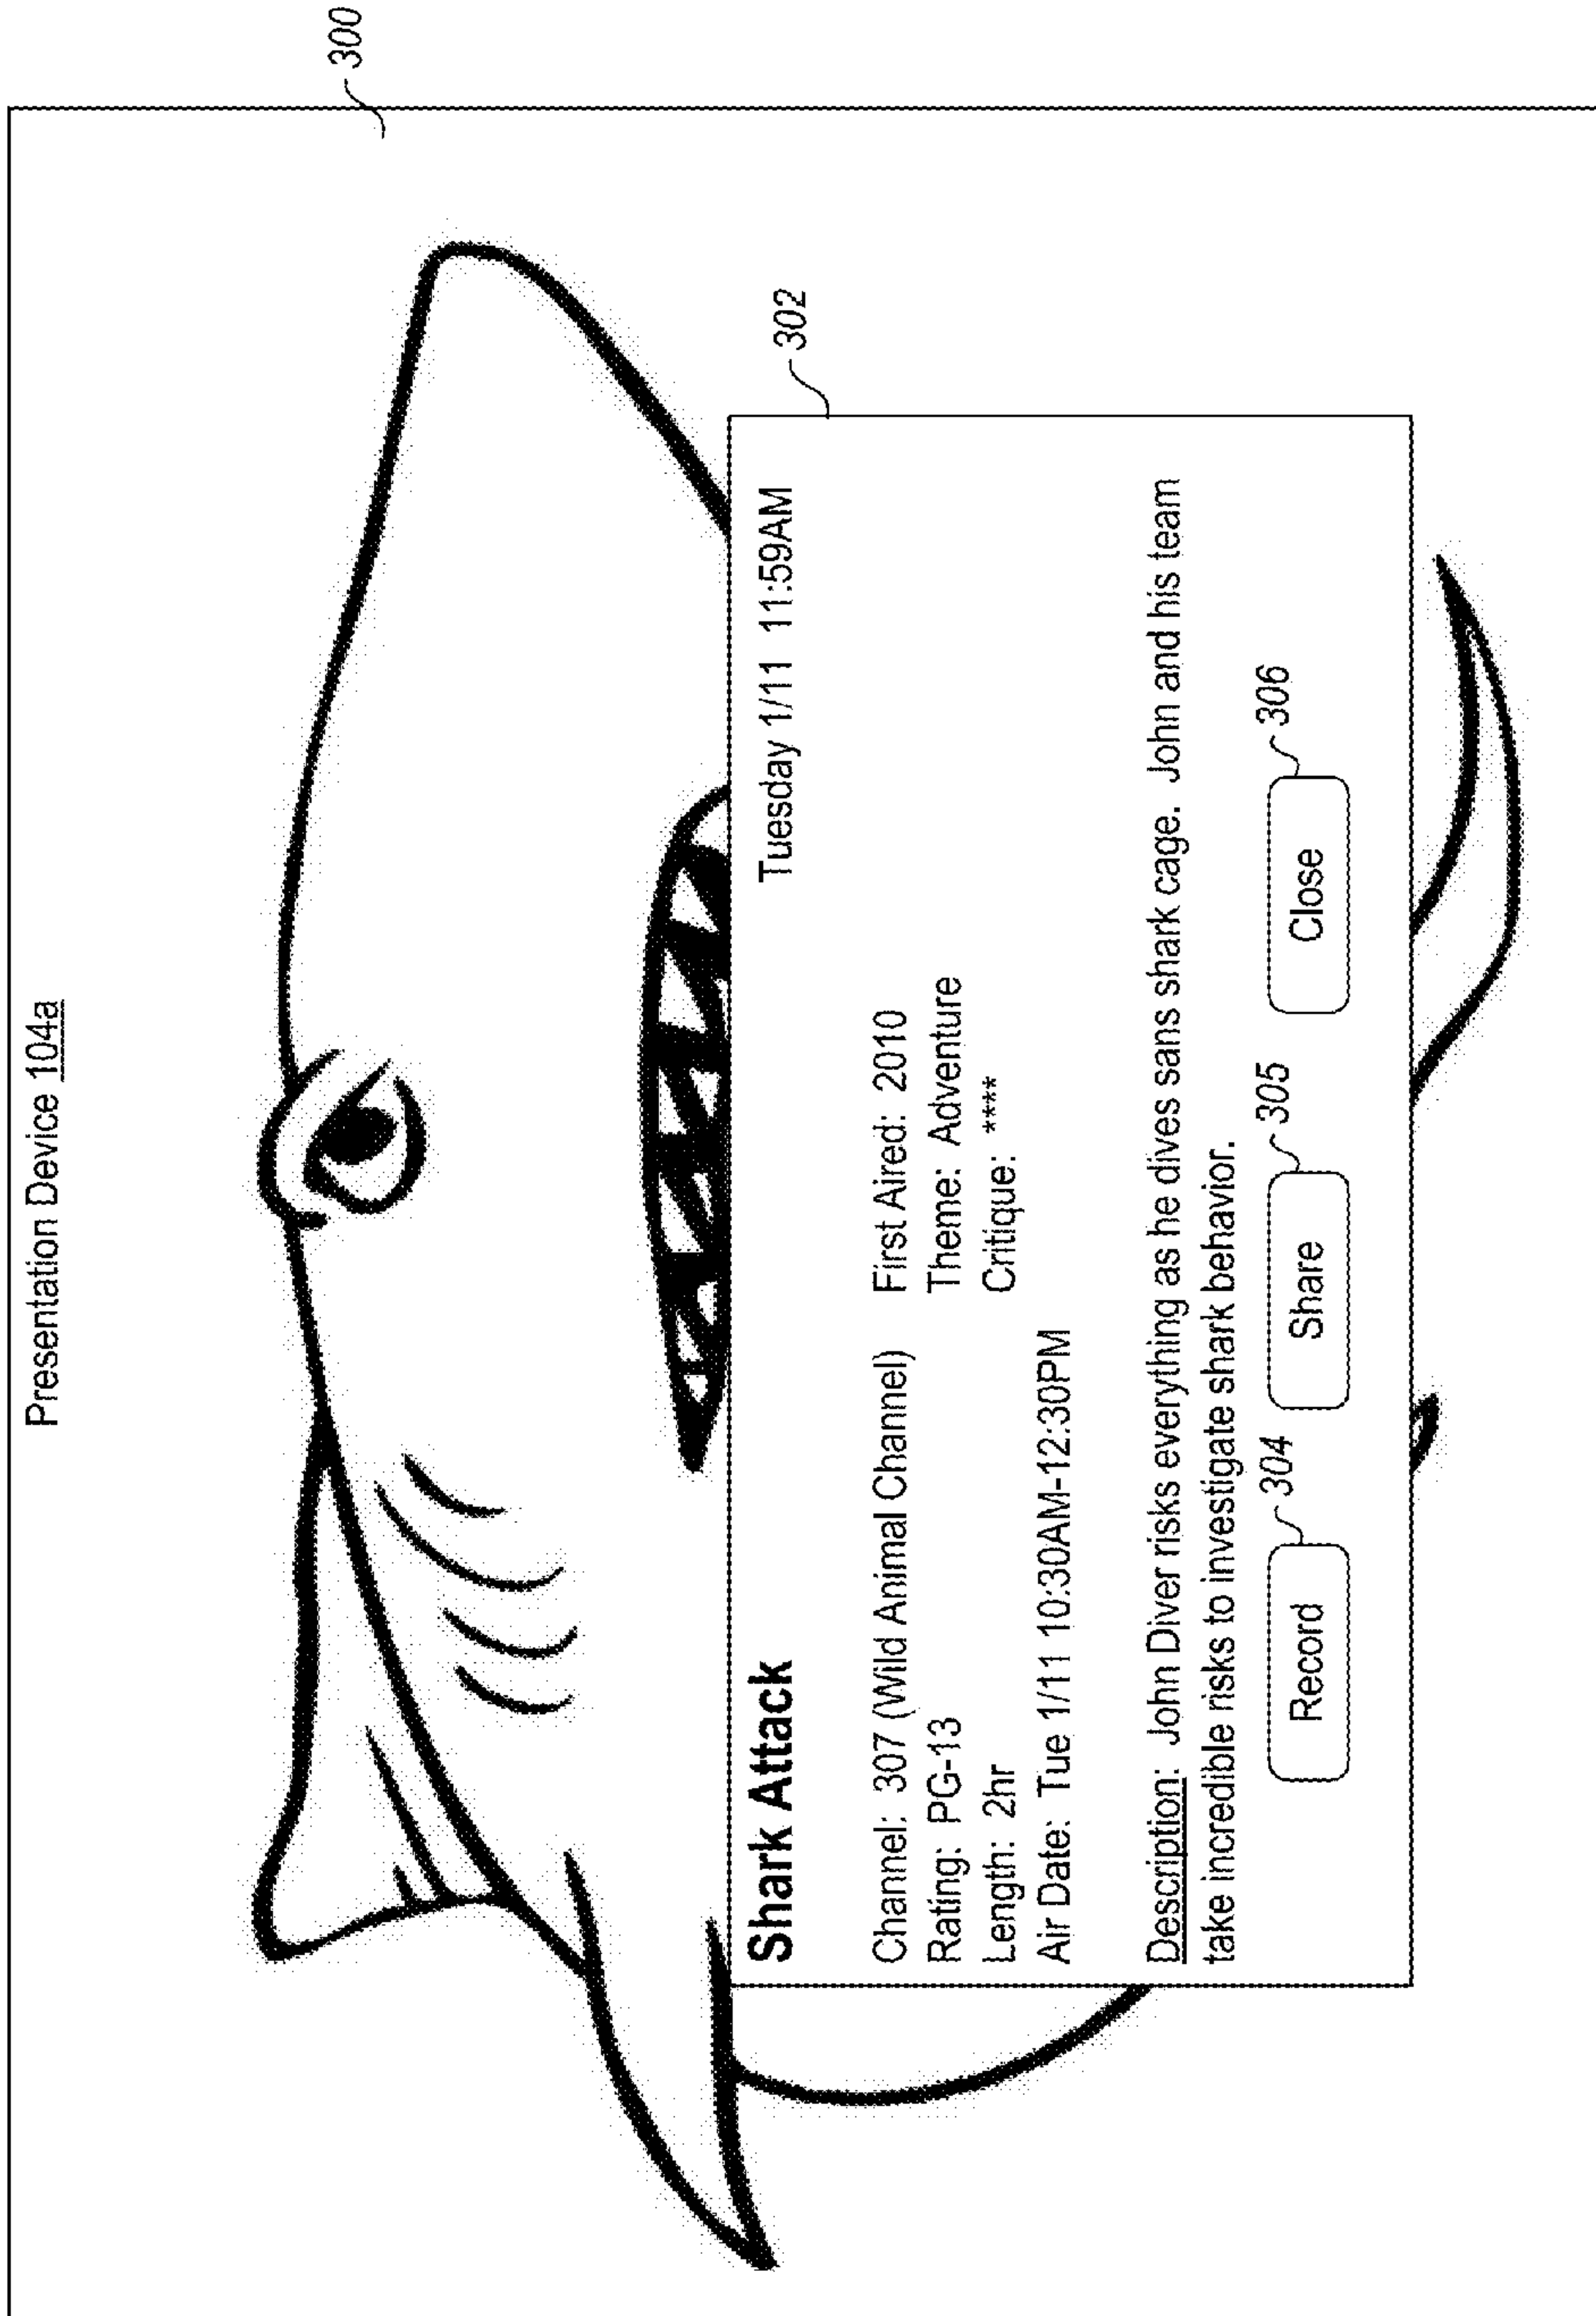 Presentation Device 104a
300
302
Shark Attack
Tuesday 1/11 11:59AM
Channel: 307 (Wild Animal Channel)
First Aired: 2010
Rating: PG-13
Theme: Adventure
Length: 2hr
Critique: ****
Air Date: Tue 1/11 10:30AM-12:30PM
Description: John Diver risks everything as he dives sans shark cage. John and his team
take incredible risks to investigate shark behavior.
304
305
306
Record
Share
Close